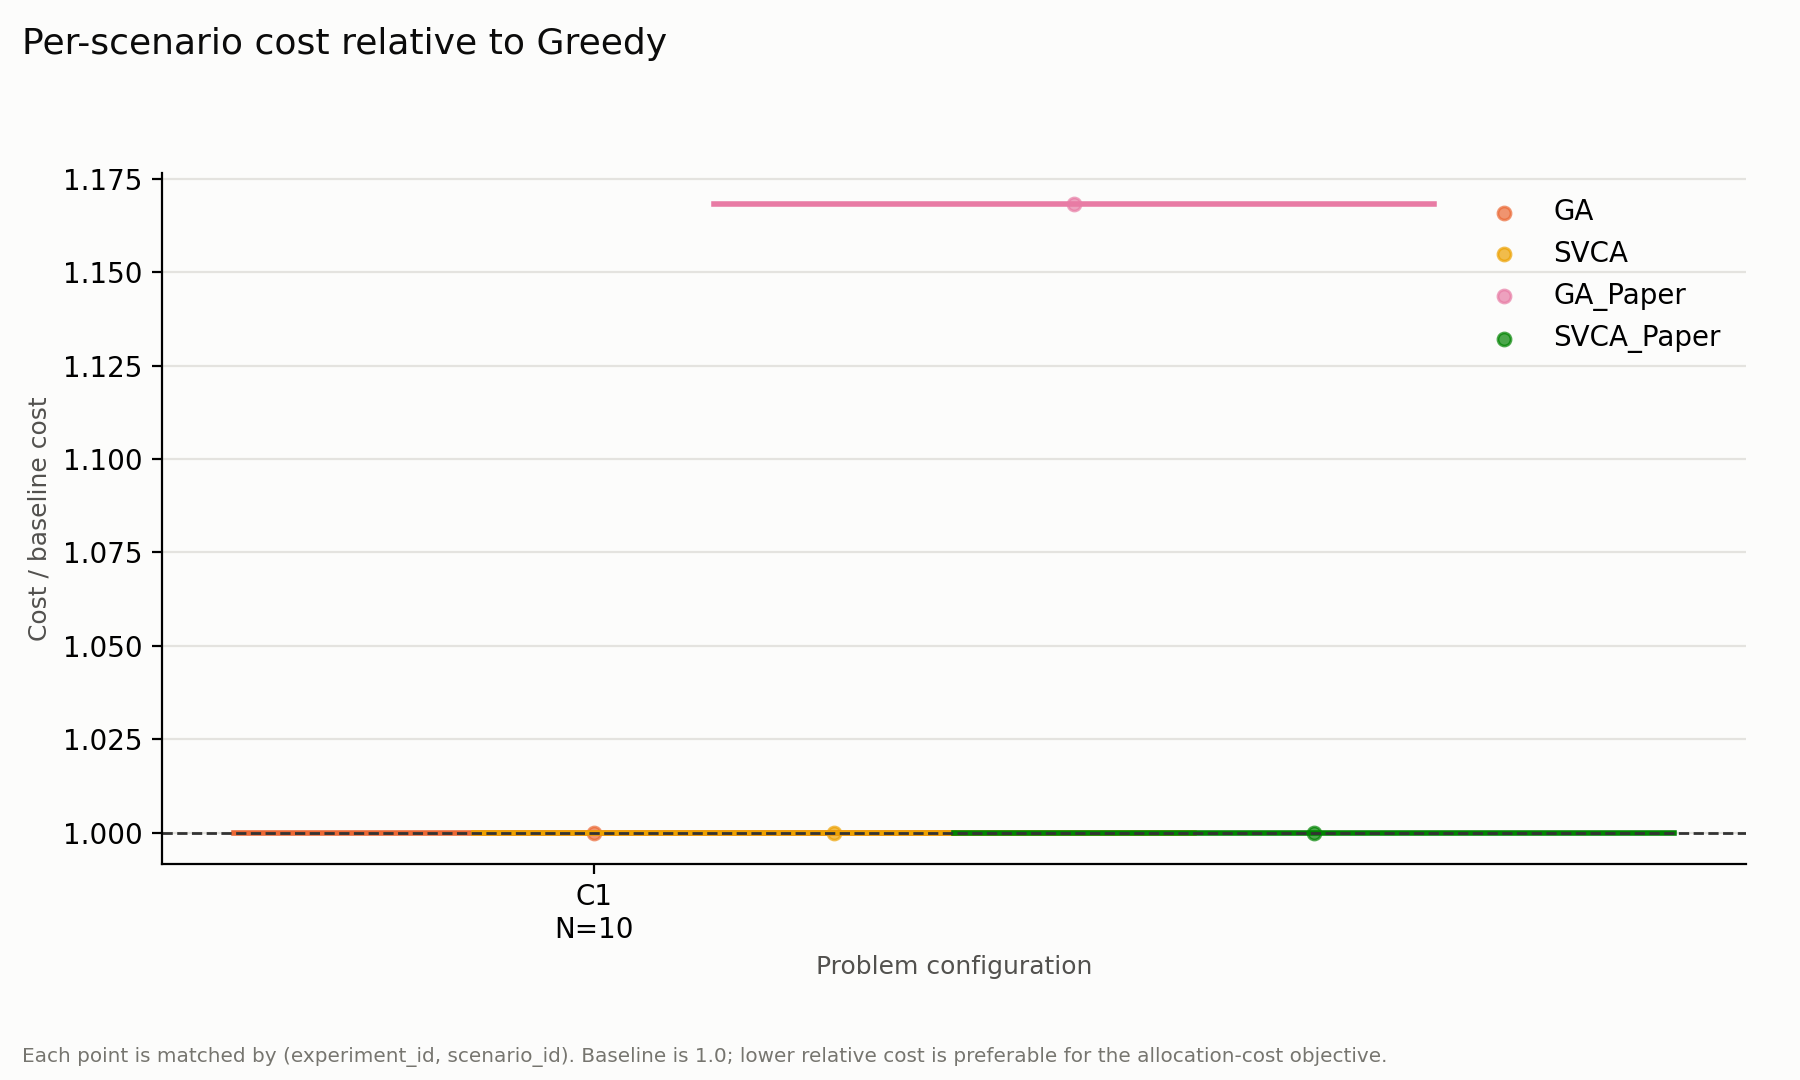 Per-scenario cost relative to Greedy
1.175
1.150
1.125
1.100
1.075
1.050
1.025
1.000
Cost / baseline cost
GA
SVCA
GA_Paper
SVCA_Paper
C1
N=10
Problem configuration
Each point is matched by (experiment_id, scenario_id). Baseline is 1.0; lower relative cost is preferable for the allocation-cost objective.